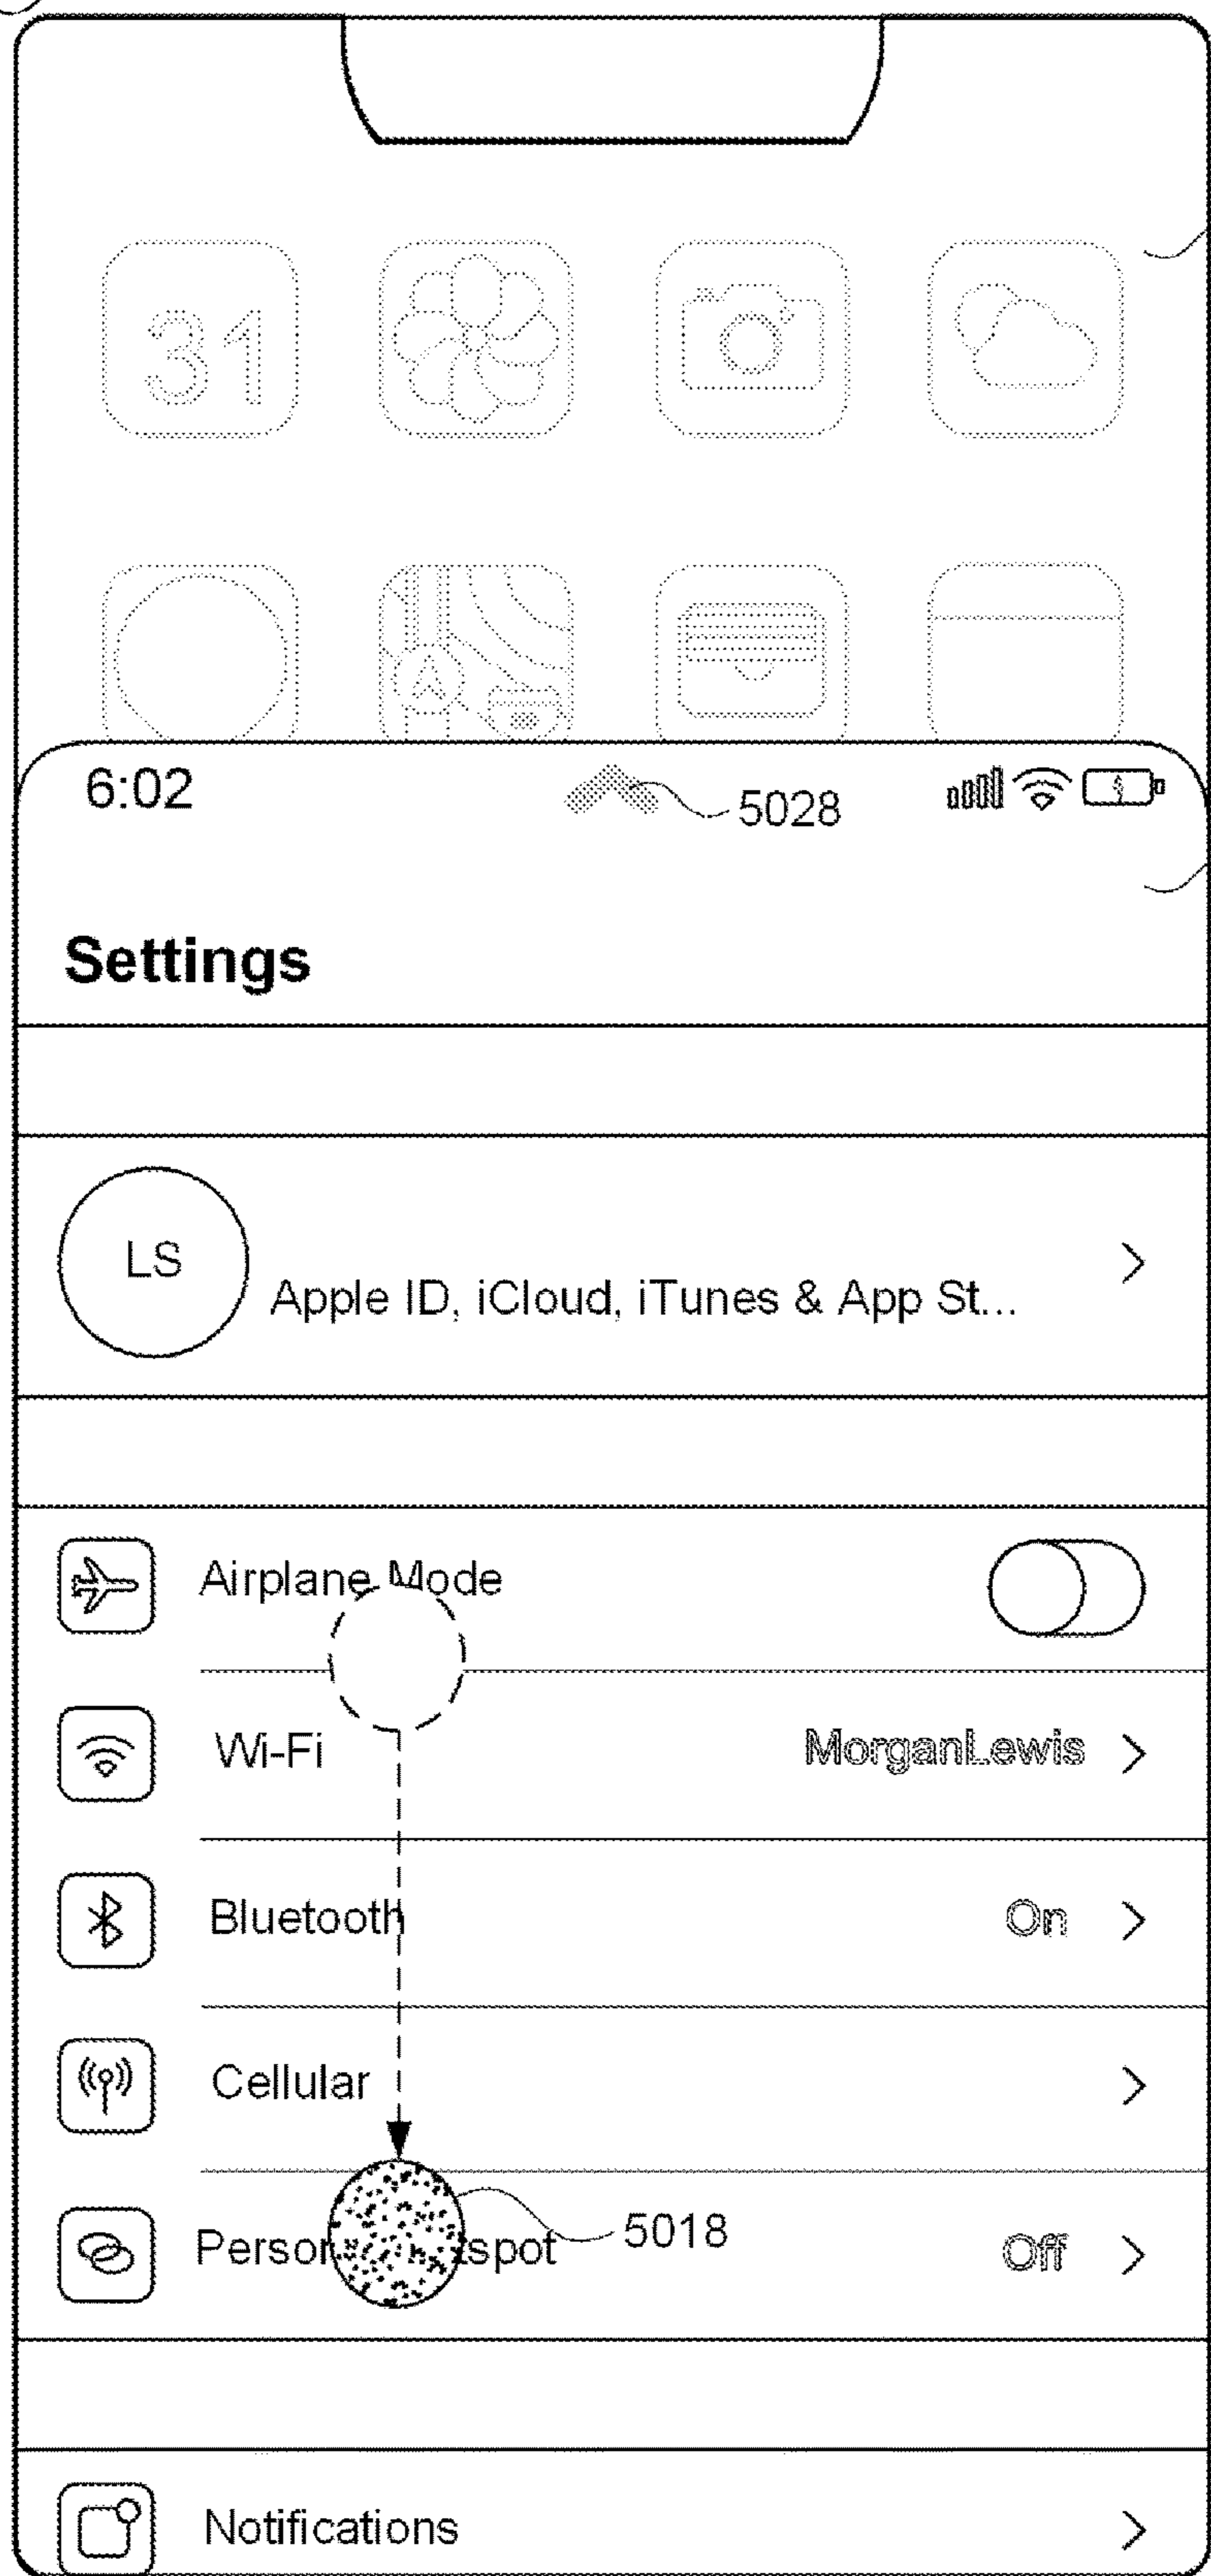 31
6:02
5028
Settings
LS
Apple ID, iCloud, iTunes & App St...
Airplane Mode
Wi-Fi
MorganLewis
Bluetooth
On
Cellular
5018
Off
Notifications